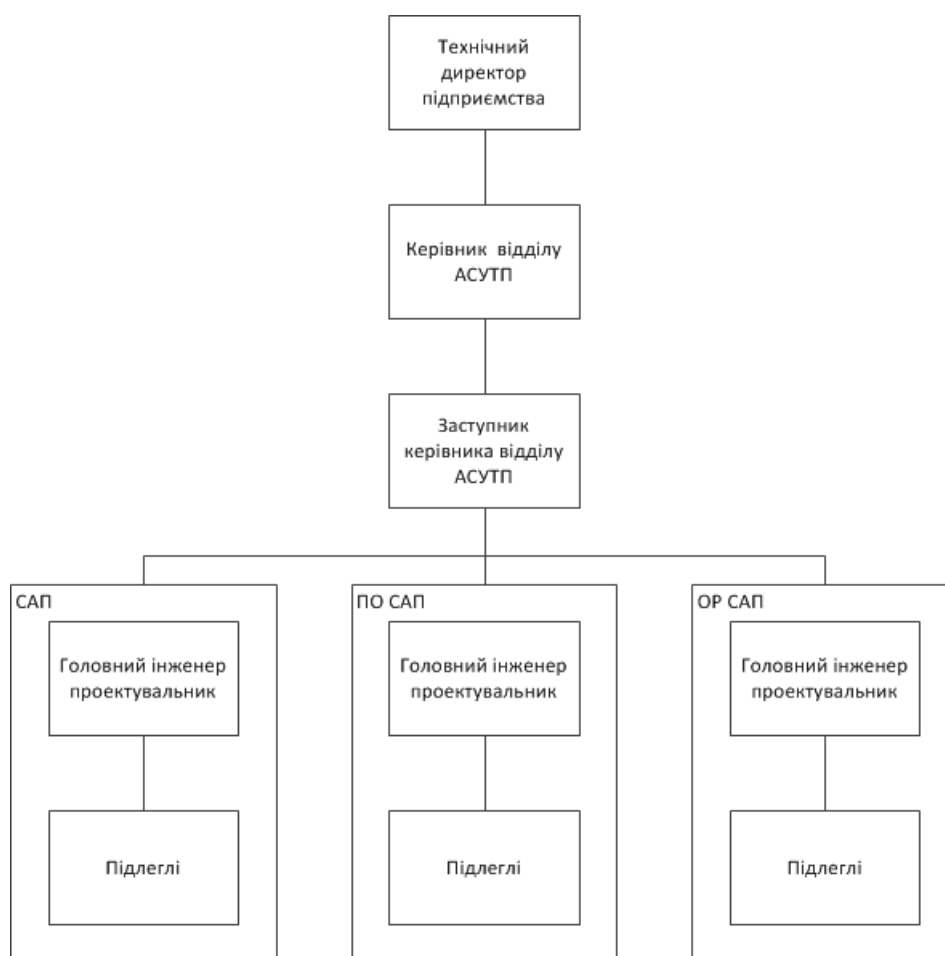 Технічний
директор
підприємства
Керівник відділу
АСУТП
Заступник
керівника відділу
АСУТП
САП
Головний інженер
проектувальник
Підлеглі
ПО САП
Головний інженер
проектувальник
Підлеглі
ОР САП
Головний інженер
проектувальник
Підлеглі